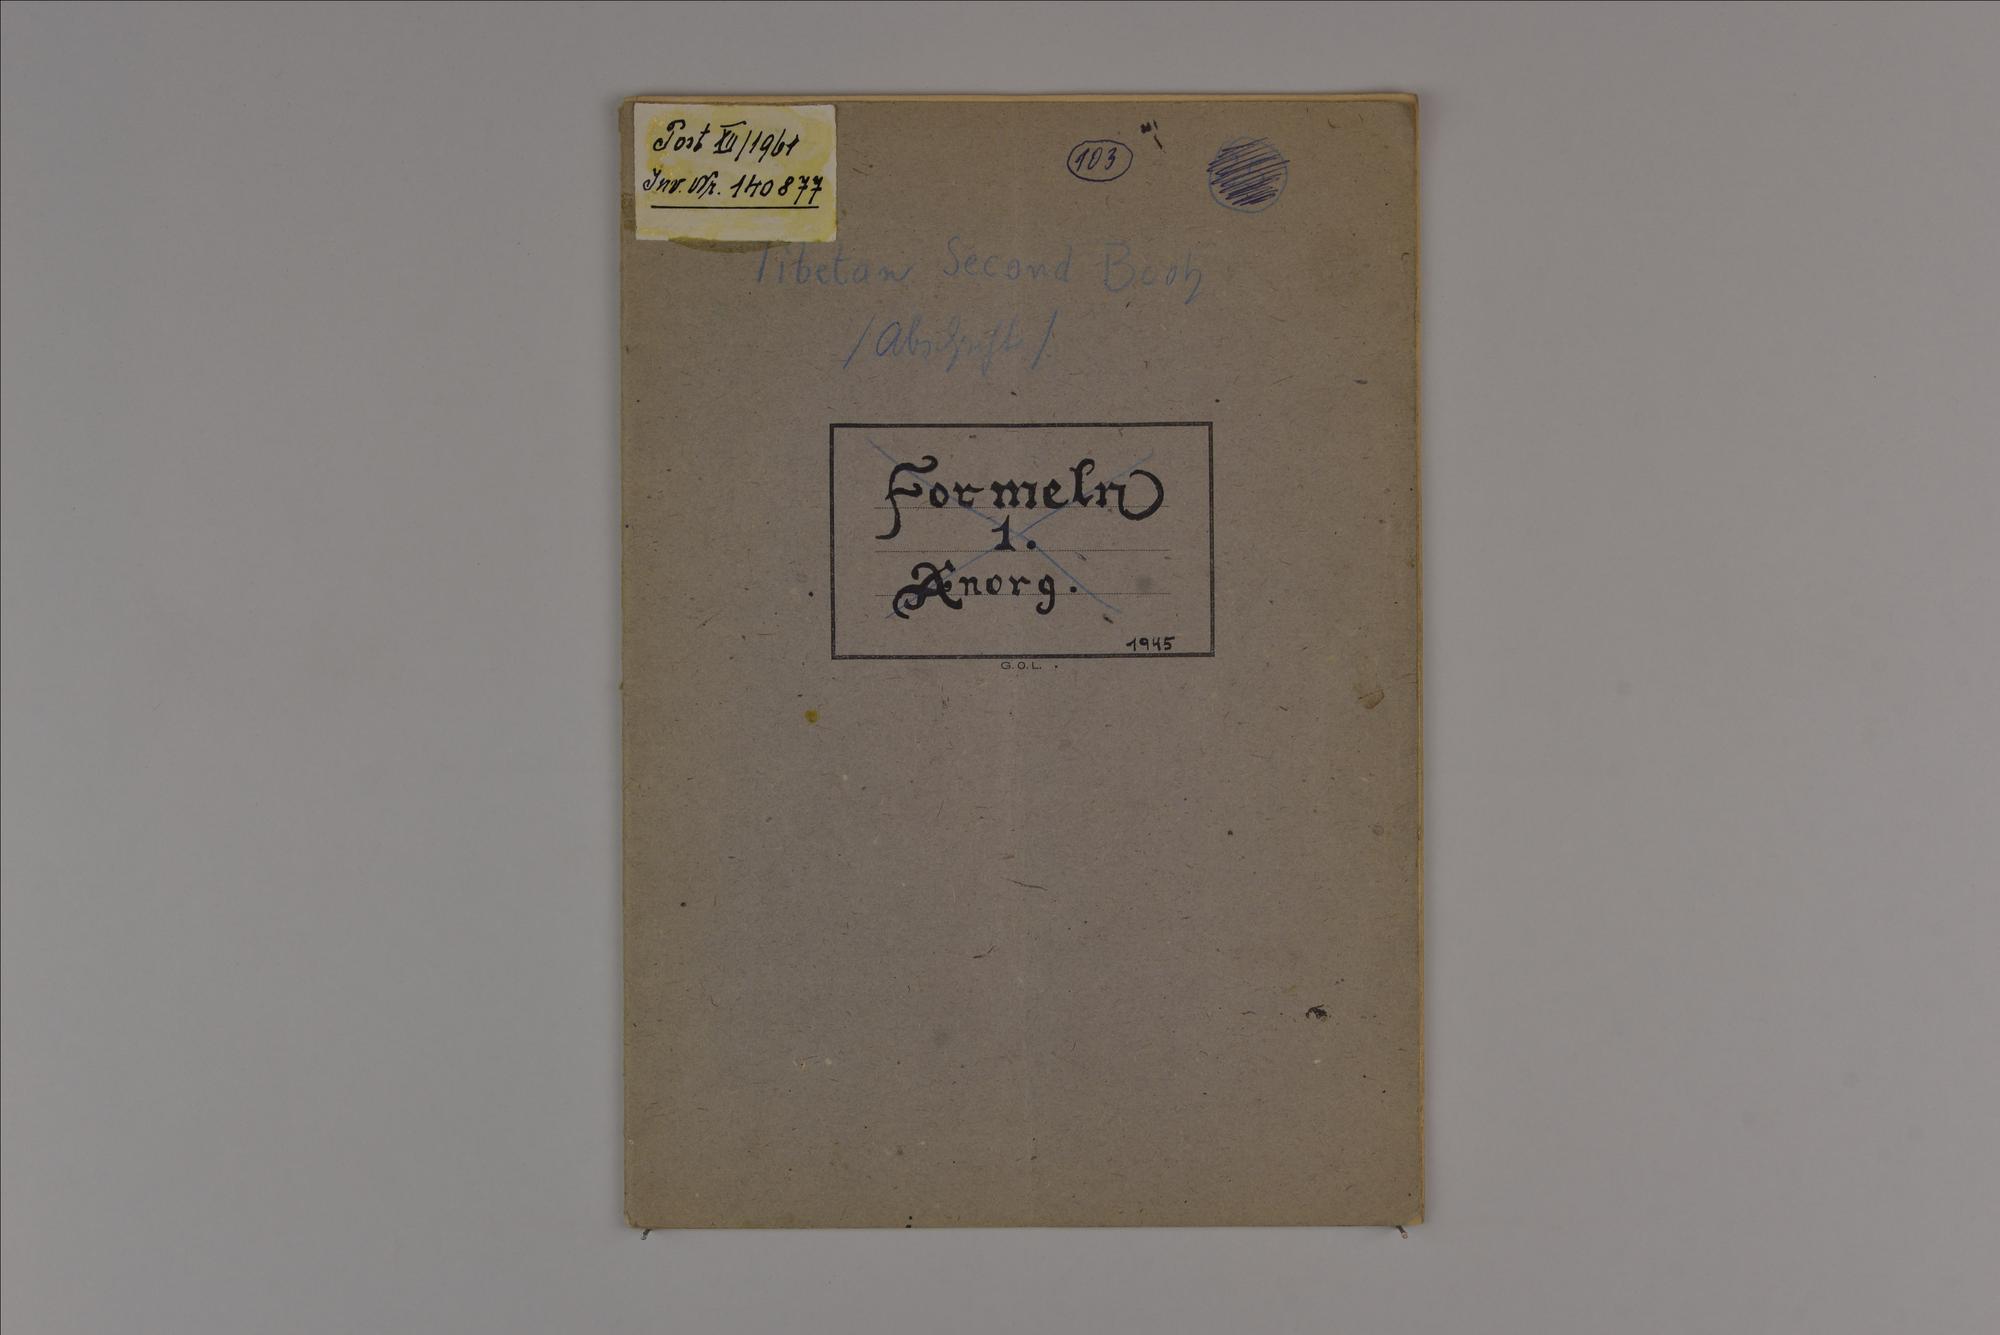 Post XII/1961
Inv. Nr. 140877
103
Tibetan Second Book
/Abschrift/
Formeln
1.
Anorg.
1945
G.O.L.